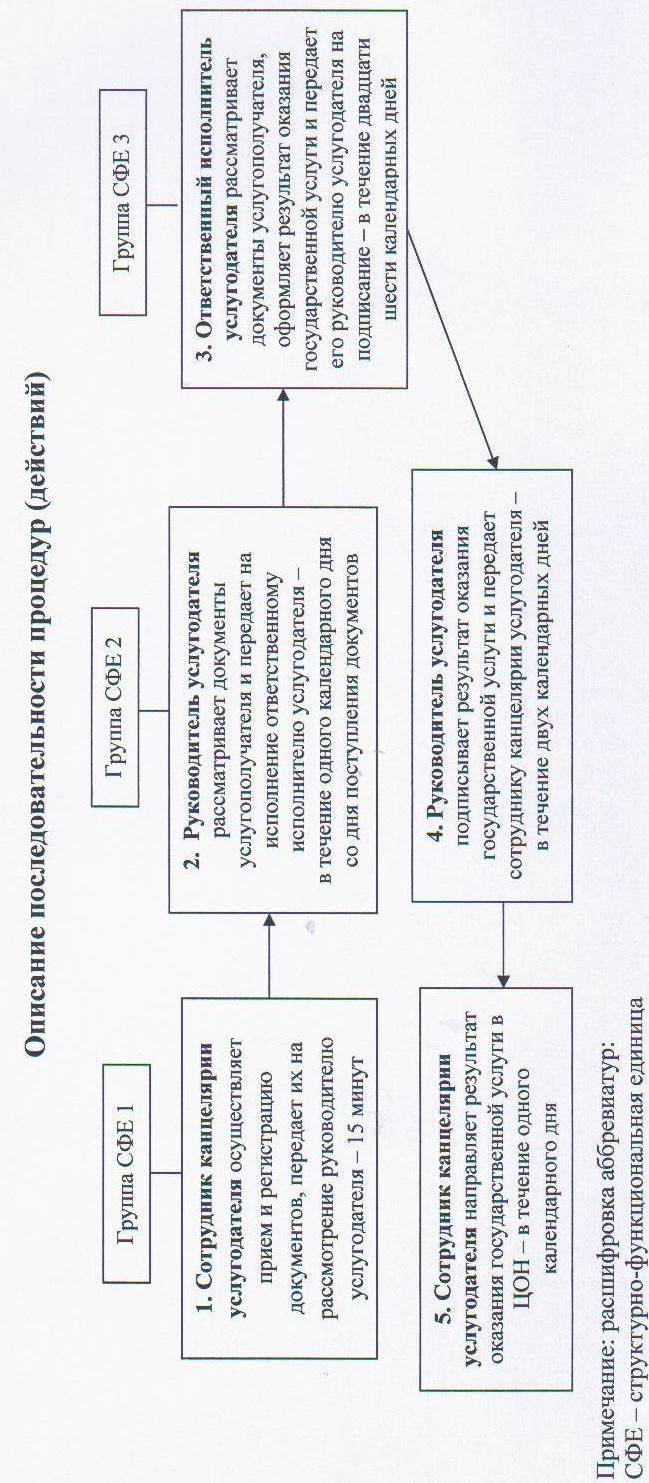 Описание последовательности процедур (действий)
Группа СФЕ 1
Группа СФЕ 2
Группа СФЕ 3
1. Сотрудник канцелярии
услугодателя осуществляет
прием и регистрацию
документов, передает их на
рассмотрение руководителю
услугодателя – 15 минут
2. Руководитель услугодателя
рассматривает документы
услугополучателя и передает на
исполнение ответственному
исполнителю услугодателя –
в течение одного календарного дня
со дня поступления документов
3. Ответственный исполнитель
услугодателя рассматривает
документы услугополучателя,
оформляет результат оказания
государственной услуги и передает
его руководителю услугодателя на
подписание – в течение двадцати
шести календарных дней
4. Руководитель услугодателя
подписывает результат оказания
государственной услуги и передает
сотруднику канцелярии услугодателя –
в течение двух календарных дней
5. Сотрудник канцелярии
услугодателя направляет результат
оказания государственной услуги в
ЦОН – в течение одного
календарного дня
Примечание: расшифровка аббревиатур:
СФЕ – структурно-функциональная единица